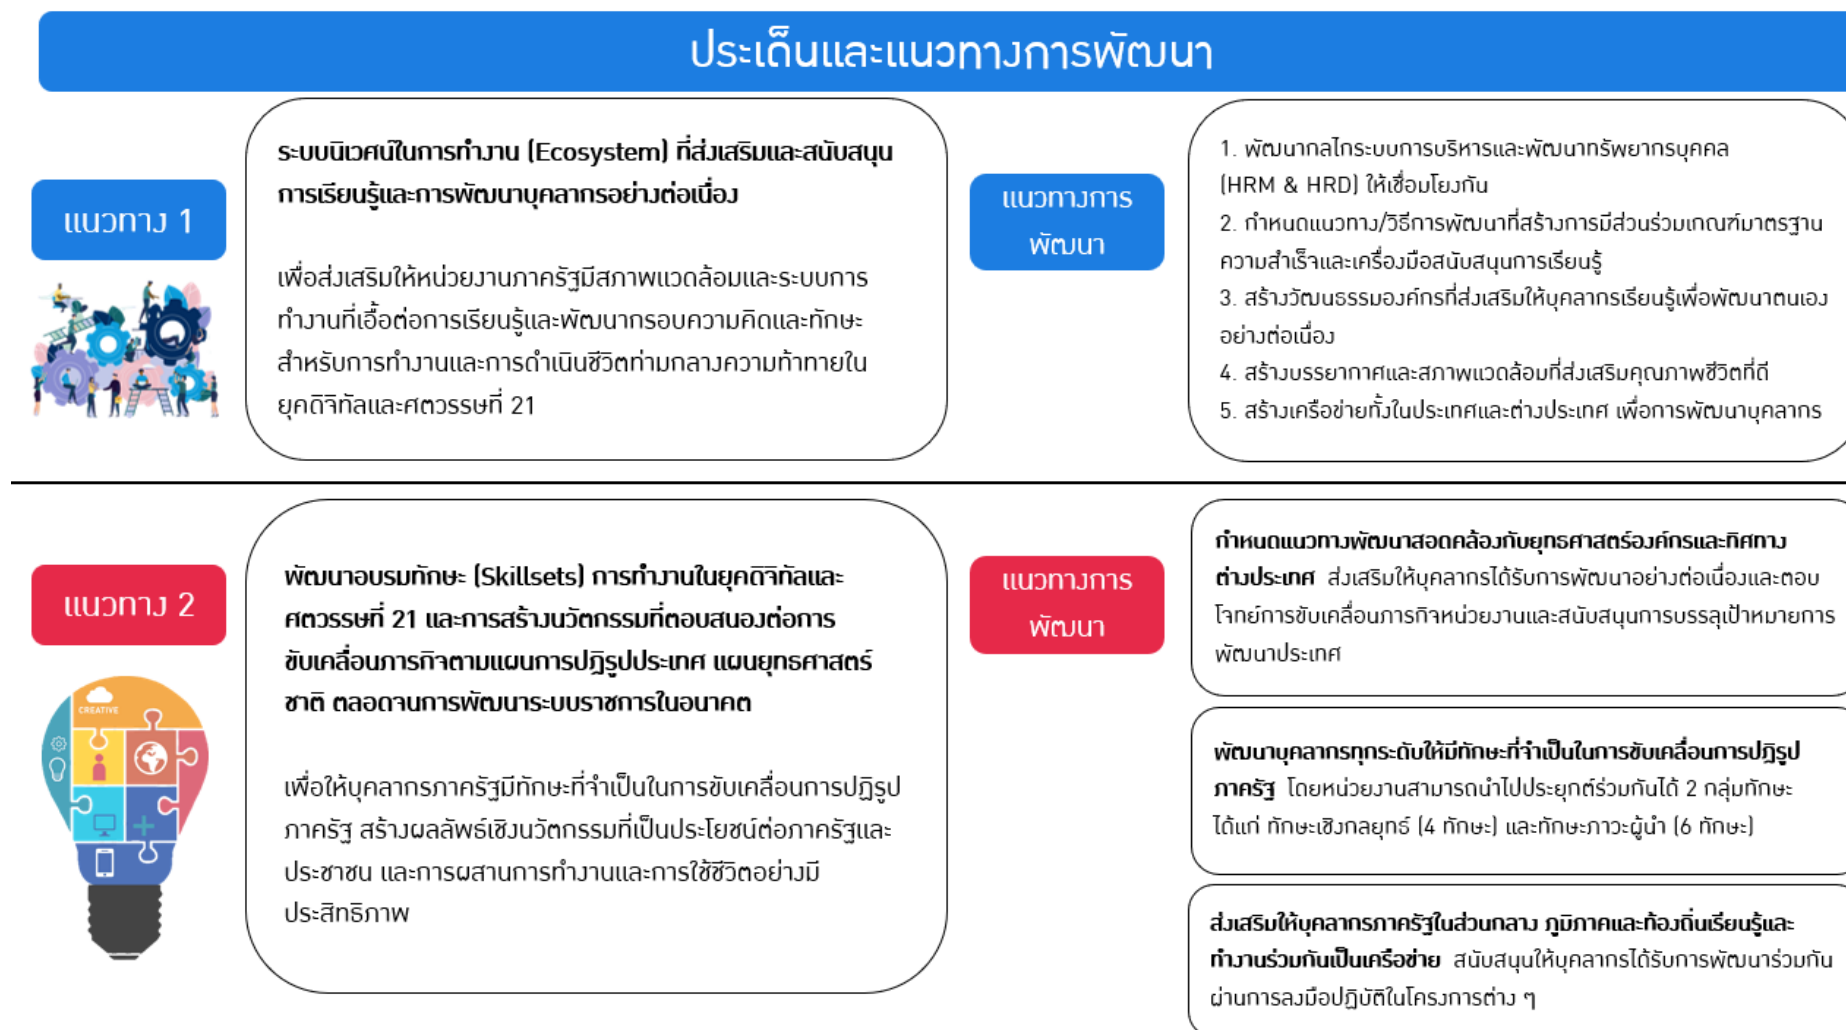 ประเด็นและแนวทางการพัฒนา
แนวทาง 1
ระบบนิเวศน์ในการทำงาน (Ecosystem) ที่ส่งเสริมและสนับสนุน
การเรียนรู้และการพัฒนาบุคลากรอย่างต่อเนื่อง
เพื่อส่งเสริมให้หน่วยงานภาครัฐมีสภาพแวดล้อมและระบบการ
ทำงานที่เอื้อต่อการเรียนรู้และพัฒนากรอบความคิดและทักษะ
สำหรับการทำงานและการดำเนินชีวิตท่ามกลางความท้าทายใน
ยุคดิจิทัลและศตวรรษที่ 21
แนวทางการ
พัฒนา
1. พัฒนากลไกระบบการบริหารและพัฒนาทรัพยากรบุคคล
(HRM & HRD) ให้เชื่อมโยงกัน
2. กำหนดแนวทาง/วิธีการพัฒนาที่สร้างการมีส่วนร่วมเกณฑ์มาตรฐาน
ความสำเร็จและเครื่องมือสนับสนุนการเรียนรู้
3. สร้างวัฒนธรรมองค์กรที่ส่งเสริมให้บุคลากรเรียนรู้เพื่อพัฒนาตนเอง
อย่างต่อเนื่อง
4. สร้างบรรยากาศและสภาพแวดล้อมที่ส่งเสริมคุณภาพชีวิตที่ดี
5. สร้างเครือข่ายทั้งในประเทศและต่างประเทศ เพื่อการพัฒนาบุคลากร
แนวทาง 2
CREATIVE
พัฒนาอบรมทักษะ (Skillsets) การทำงานในยุคดิจิทัลและ
ศตวรรษที่ 21 และการสร้างนวัตกรรมที่ตอบสนองต่อการ
ขับเคลื่อนภารกิจตามแผนการปฎิรูปประเทศ แผนยุทธศาสตร์
ชาติ ตลอดจนการพัฒนาระบบราชการในอนาคต
เพื่อให้บุคลากรภาครัฐมีทักษะที่จำเป็นในการขับเคลื่อนการปฏิรูป
ภาครัฐ สร้างผลลัพธ์เชิงนวัตกรรมที่เป็นประโยชน์ต่อภาครัฐและ
ประชาชน และการผสานการทำงานและการใช้ชีวิตอย่างมี
ประสิทธิภาพ
แนวทางการ
พัฒนา
กำหนดแนวทางพัฒนาสอดคล้องกับยุทธศาสตร์องค์กรและทิศทาง
ต่างประเทศ ส่งเสริมให้บุคลากรได้รับการพัฒนาอย่างต่อเนื่องและตอบ
โจทย์การขับเคลื่อนภารกิจหน่วยงานและสนับสนุนการบรรลุเป้าหมายการ
พัฒนาประเทศ
พัฒนาบุคลากรทุกระดับให้มีทักษะที่จำเป็นในการขับเคลื่อนการปฎิรูป
ภาครัฐ โดยหน่วยงานสามารถนำไปประยุกต์ร่วมกันได้ 2 กลุ่มทักษะ
ได้แก่ ทักษะเชิงกลยุทธ์ (4 ทักษะ) และทักษะภาวะผู้นำ (6 ทักษะ)
ส่งเสริมให้บุคลากรภาครัฐในส่วนกลาง ภูมิภาคและท้องถิ่นเรียนรู้และ
ทำงานร่วมกันเป็นเครือข่าย สนับสนุนให้บุคลากรได้รับการพัฒนาร่วมกัน
ผ่านการลงมือปฏิบัติในโครงการต่าง ๆ